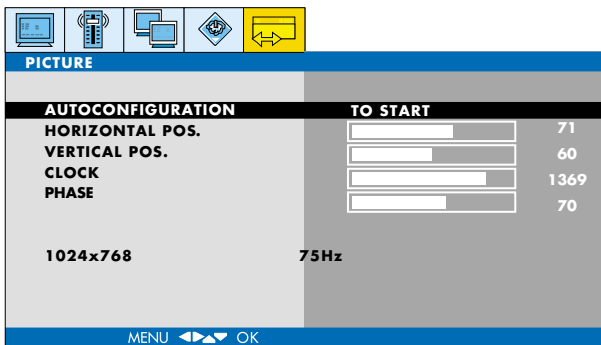 PICTURE
AUTOCONFIGURATION TO START
HORIZONTAL POS. 71
VERTICAL POS. 60
CLOCK 1369
PHASE 70
1024x768 75Hz
MENU ◀▶▲▼ OK